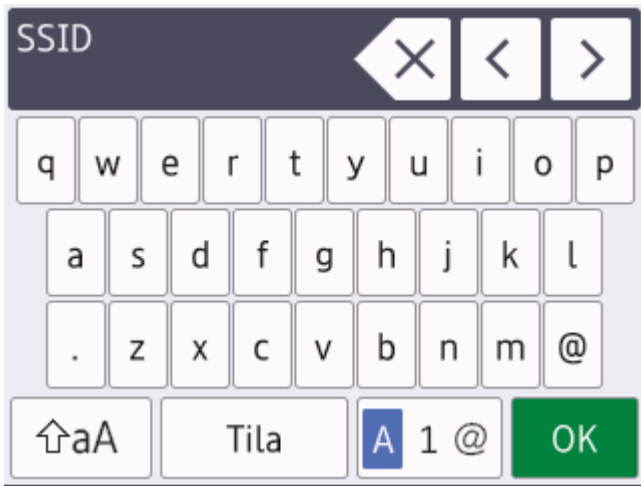 SSID
q w e r t y u i o p
a s d f g h j k l
. z x c v b n m @
aA Tila A 1 @ OK